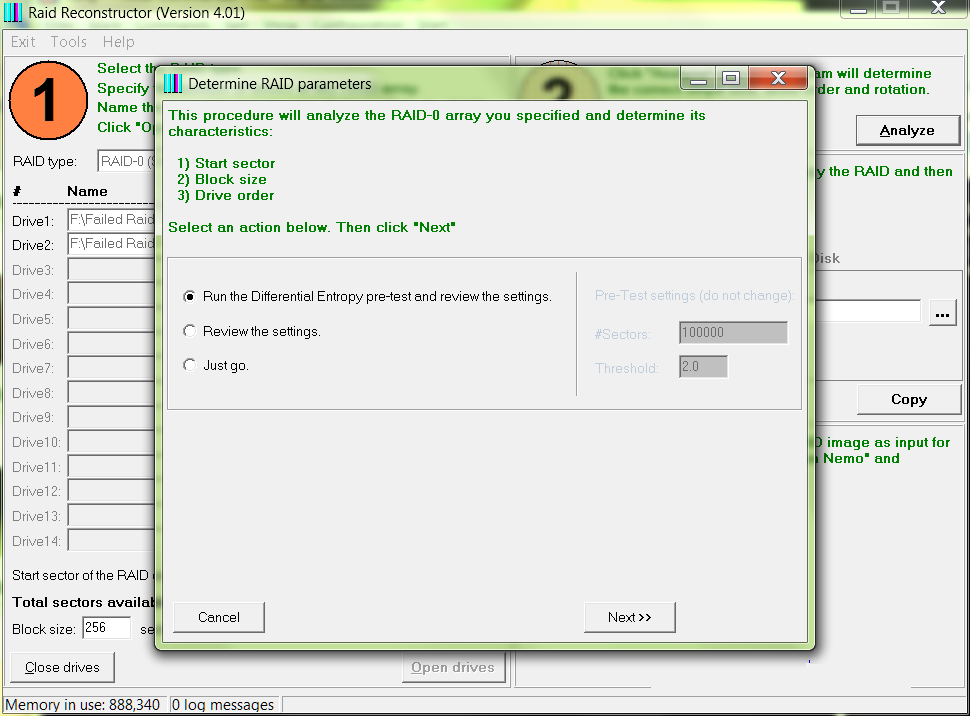 Raid Reconstructor (Version 4.01)
Exit Tools Help
1
Select the
Specify
Name th
Click "Op
RAID type: RAID-0 (S
# Name
Drive1: F:\Failed Raid
Drive2: F:\Failed Raid
Drive3:
Drive4:
Drive5:
Drive6:
Drive7:
Drive8:
Drive9:
Drive10:
Drive11:
Drive12:
Drive13:
Drive14:
Start sector of the RAID
Total sectors availab
Block size: 256 se
Close drives
Open drives
Memory in use: 888,340 0 log messages
Determine RAID parameters
This procedure will analyze the RAID-0 array you specified and determine its
characteristics:
1) Start sector
2) Block size
3) Drive order
Select an action below. Then click "Next"
Run the Differential Entropy pre-test and review the settings.
Review the settings.
Just go.
Pre-Test settings (do not change):
#Sectors: 100000
Threshold: 2.0
Cancel
Next >>
2
am will determine
der and rotation.
Analyze
y the RAID and then
Disk
...
Copy
D image as input for
Nemo" and